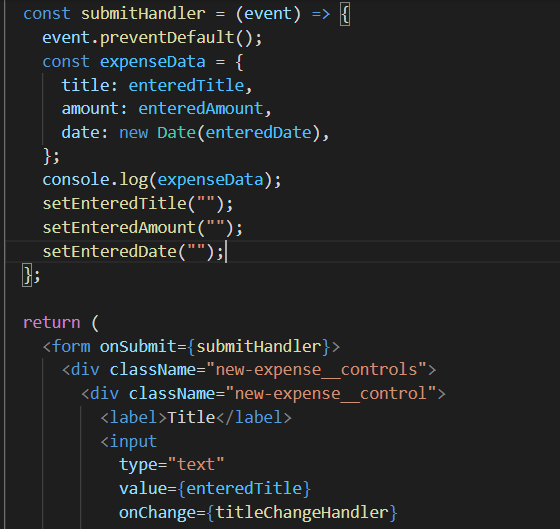 const submitHandler = (event) => {
event.preventDefault();
const expenseData = {
title: enteredTitle,
amount: enteredAmount,
date: new Date(enteredDate),
};
console.log(expenseData);
setEnteredTitle("");
setEnteredAmount("");
setEnteredDate("");
};
return (
<form onSubmit={submitHandler}>
<div className="new-expense__controls">
<div className="new-expense__control">
<label>Title</label>
<input
type="text"
value={enteredTitle}
onChange={titleChangeHandler}